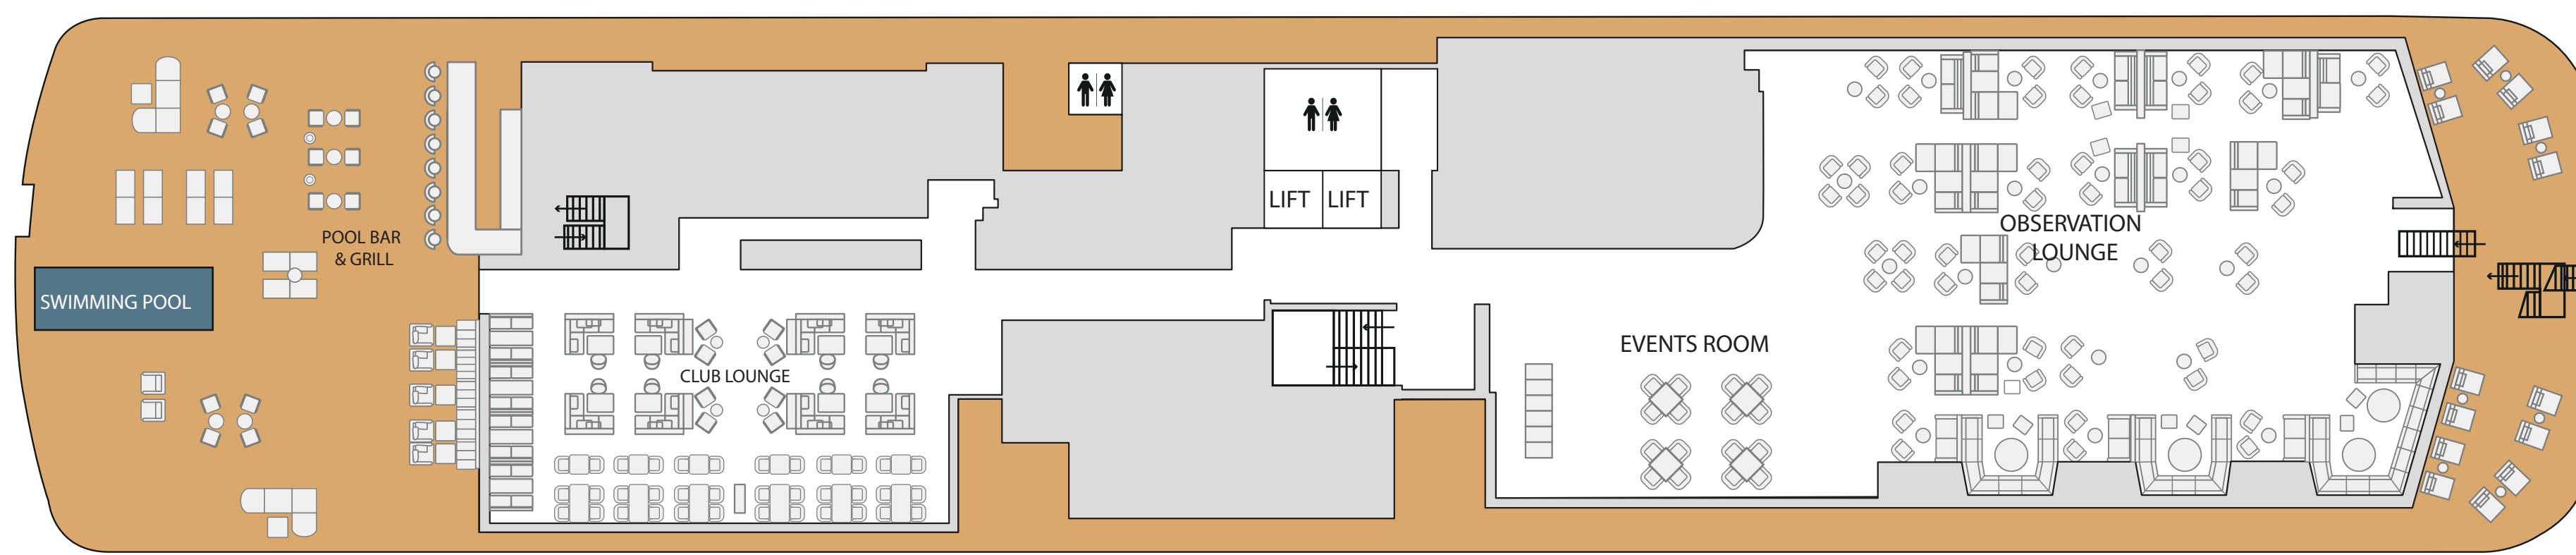 POOL BAR
& GRILL
SWIMMING POOL
CLUB LOUNGE
LIFT LIFT
EVENTS ROOM
OBSERVATION
LOUNGE